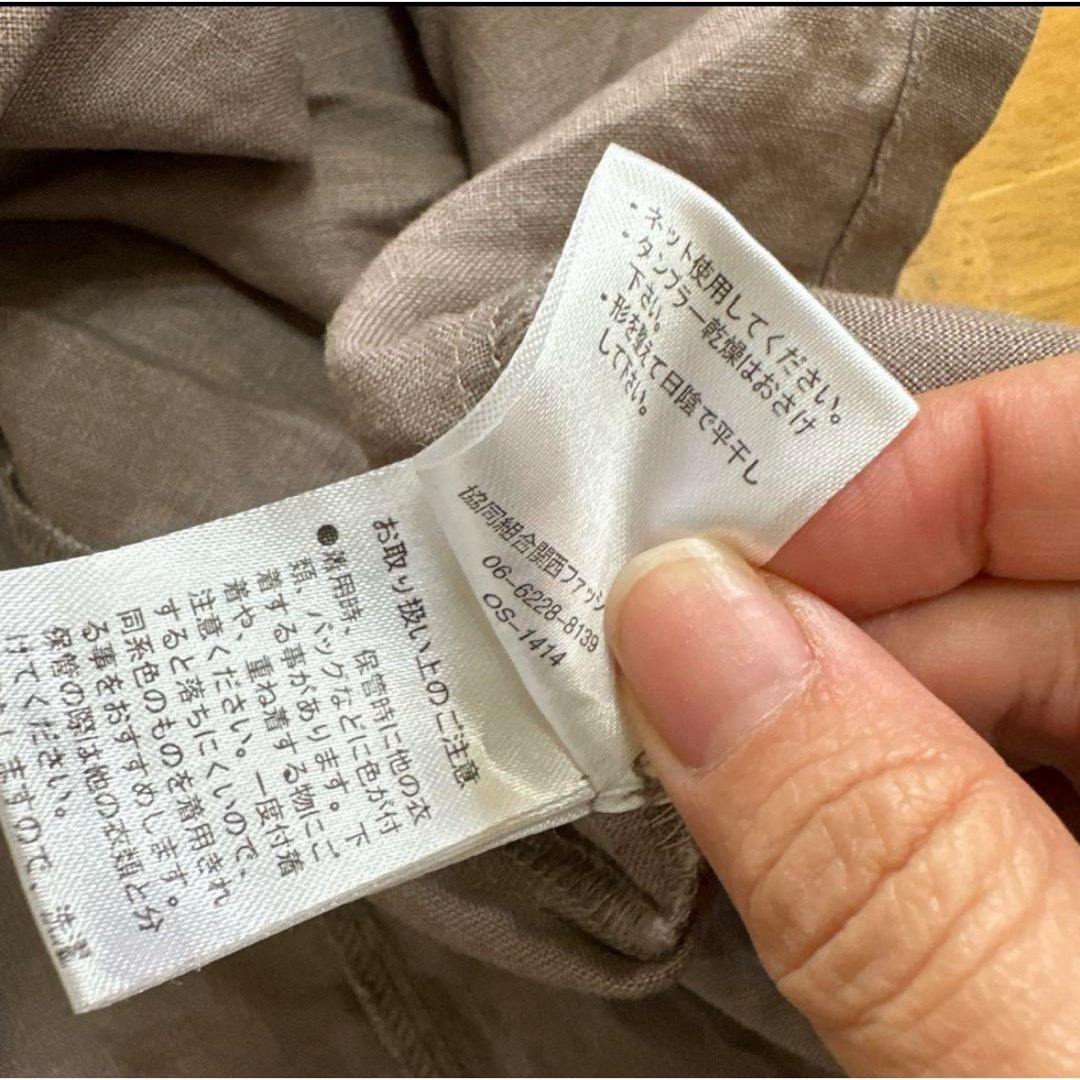 ・ネット使用してください。
・タンブラー乾燥はおさけ
下さい。
・形を整えて日陰で平干し
して下さい。
協同組合関西ファッシ
06-6228-8139
OS-1414
お取り扱い上のご注意
●着用時、保管時に他の衣
類、バックなどに色が付
着する事があります。下
着や、重ね着する物にご
注意ください。一度付着
すると落ちにくいので、
同系色のものを着用され
る事をおすすめします。
保管の際は他の衣類と分
けてください。
ますので、洗濯